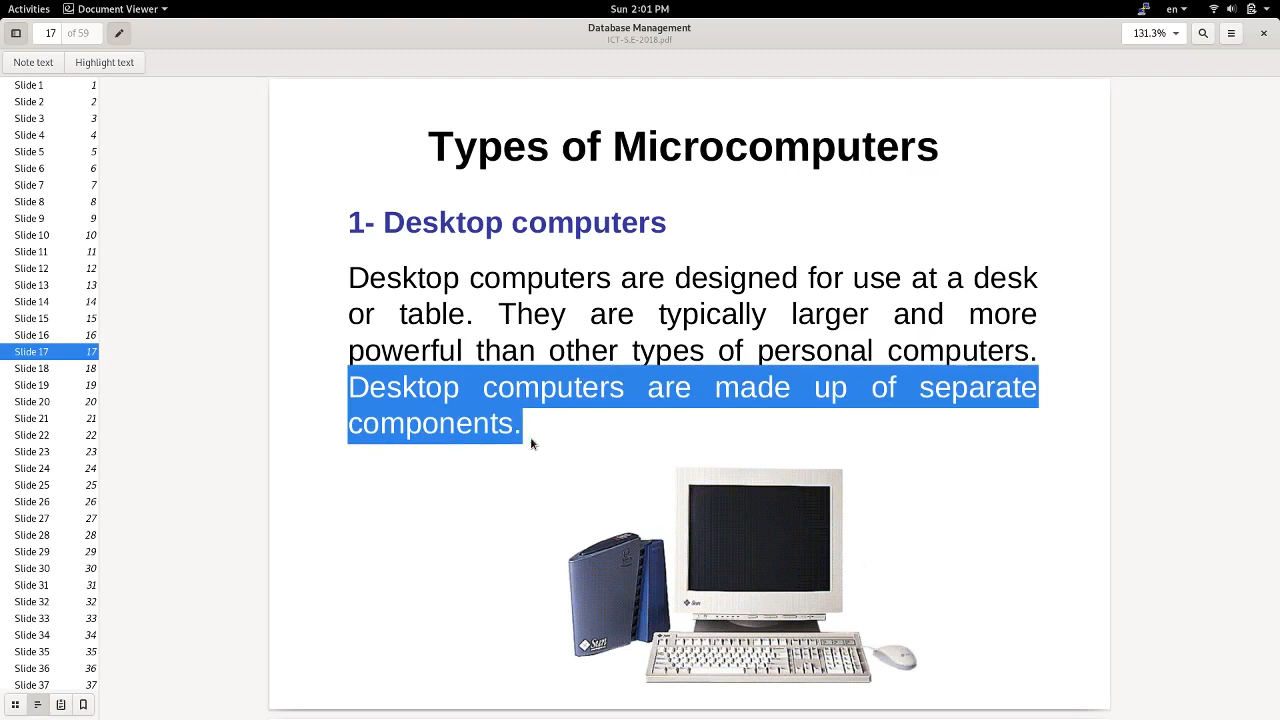 Activities Document Viewer Sun 2:01 PM en
17 of 59 Database Management 131.3%
ICT-S.E-2018.pdf
Note text Highlight text
Slide 1 1
Slide 2 2
Slide 3 3
Slide 4 4
Slide 5 5
Slide 6 6
Slide 7 7
Slide 8 8
Slide 9 9
Slide 10 10
Slide 11 11
Slide 12 12
Slide 13 13
Slide 14 14
Slide 15 15
Slide 16 16
Slide 17 17
Slide 18 18
Slide 19 19
Slide 20 20
Slide 21 21
Slide 22 22
Slide 23 23
Slide 24 24
Slide 25 25
Slide 26 26
Slide 27 27
Slide 28 28
Slide 29 29
Slide 30 30
Slide 31 31
Slide 32 32
Slide 33 33
Slide 34 34
Slide 35 35
Slide 36 36
Slide 37 37
Types of Microcomputers
1- Desktop computers
Desktop computers are designed for use at a desk
or table. They are typically larger and more
powerful than other types of personal computers.
Desktop computers are made up of separate
components.
Sun
Sun